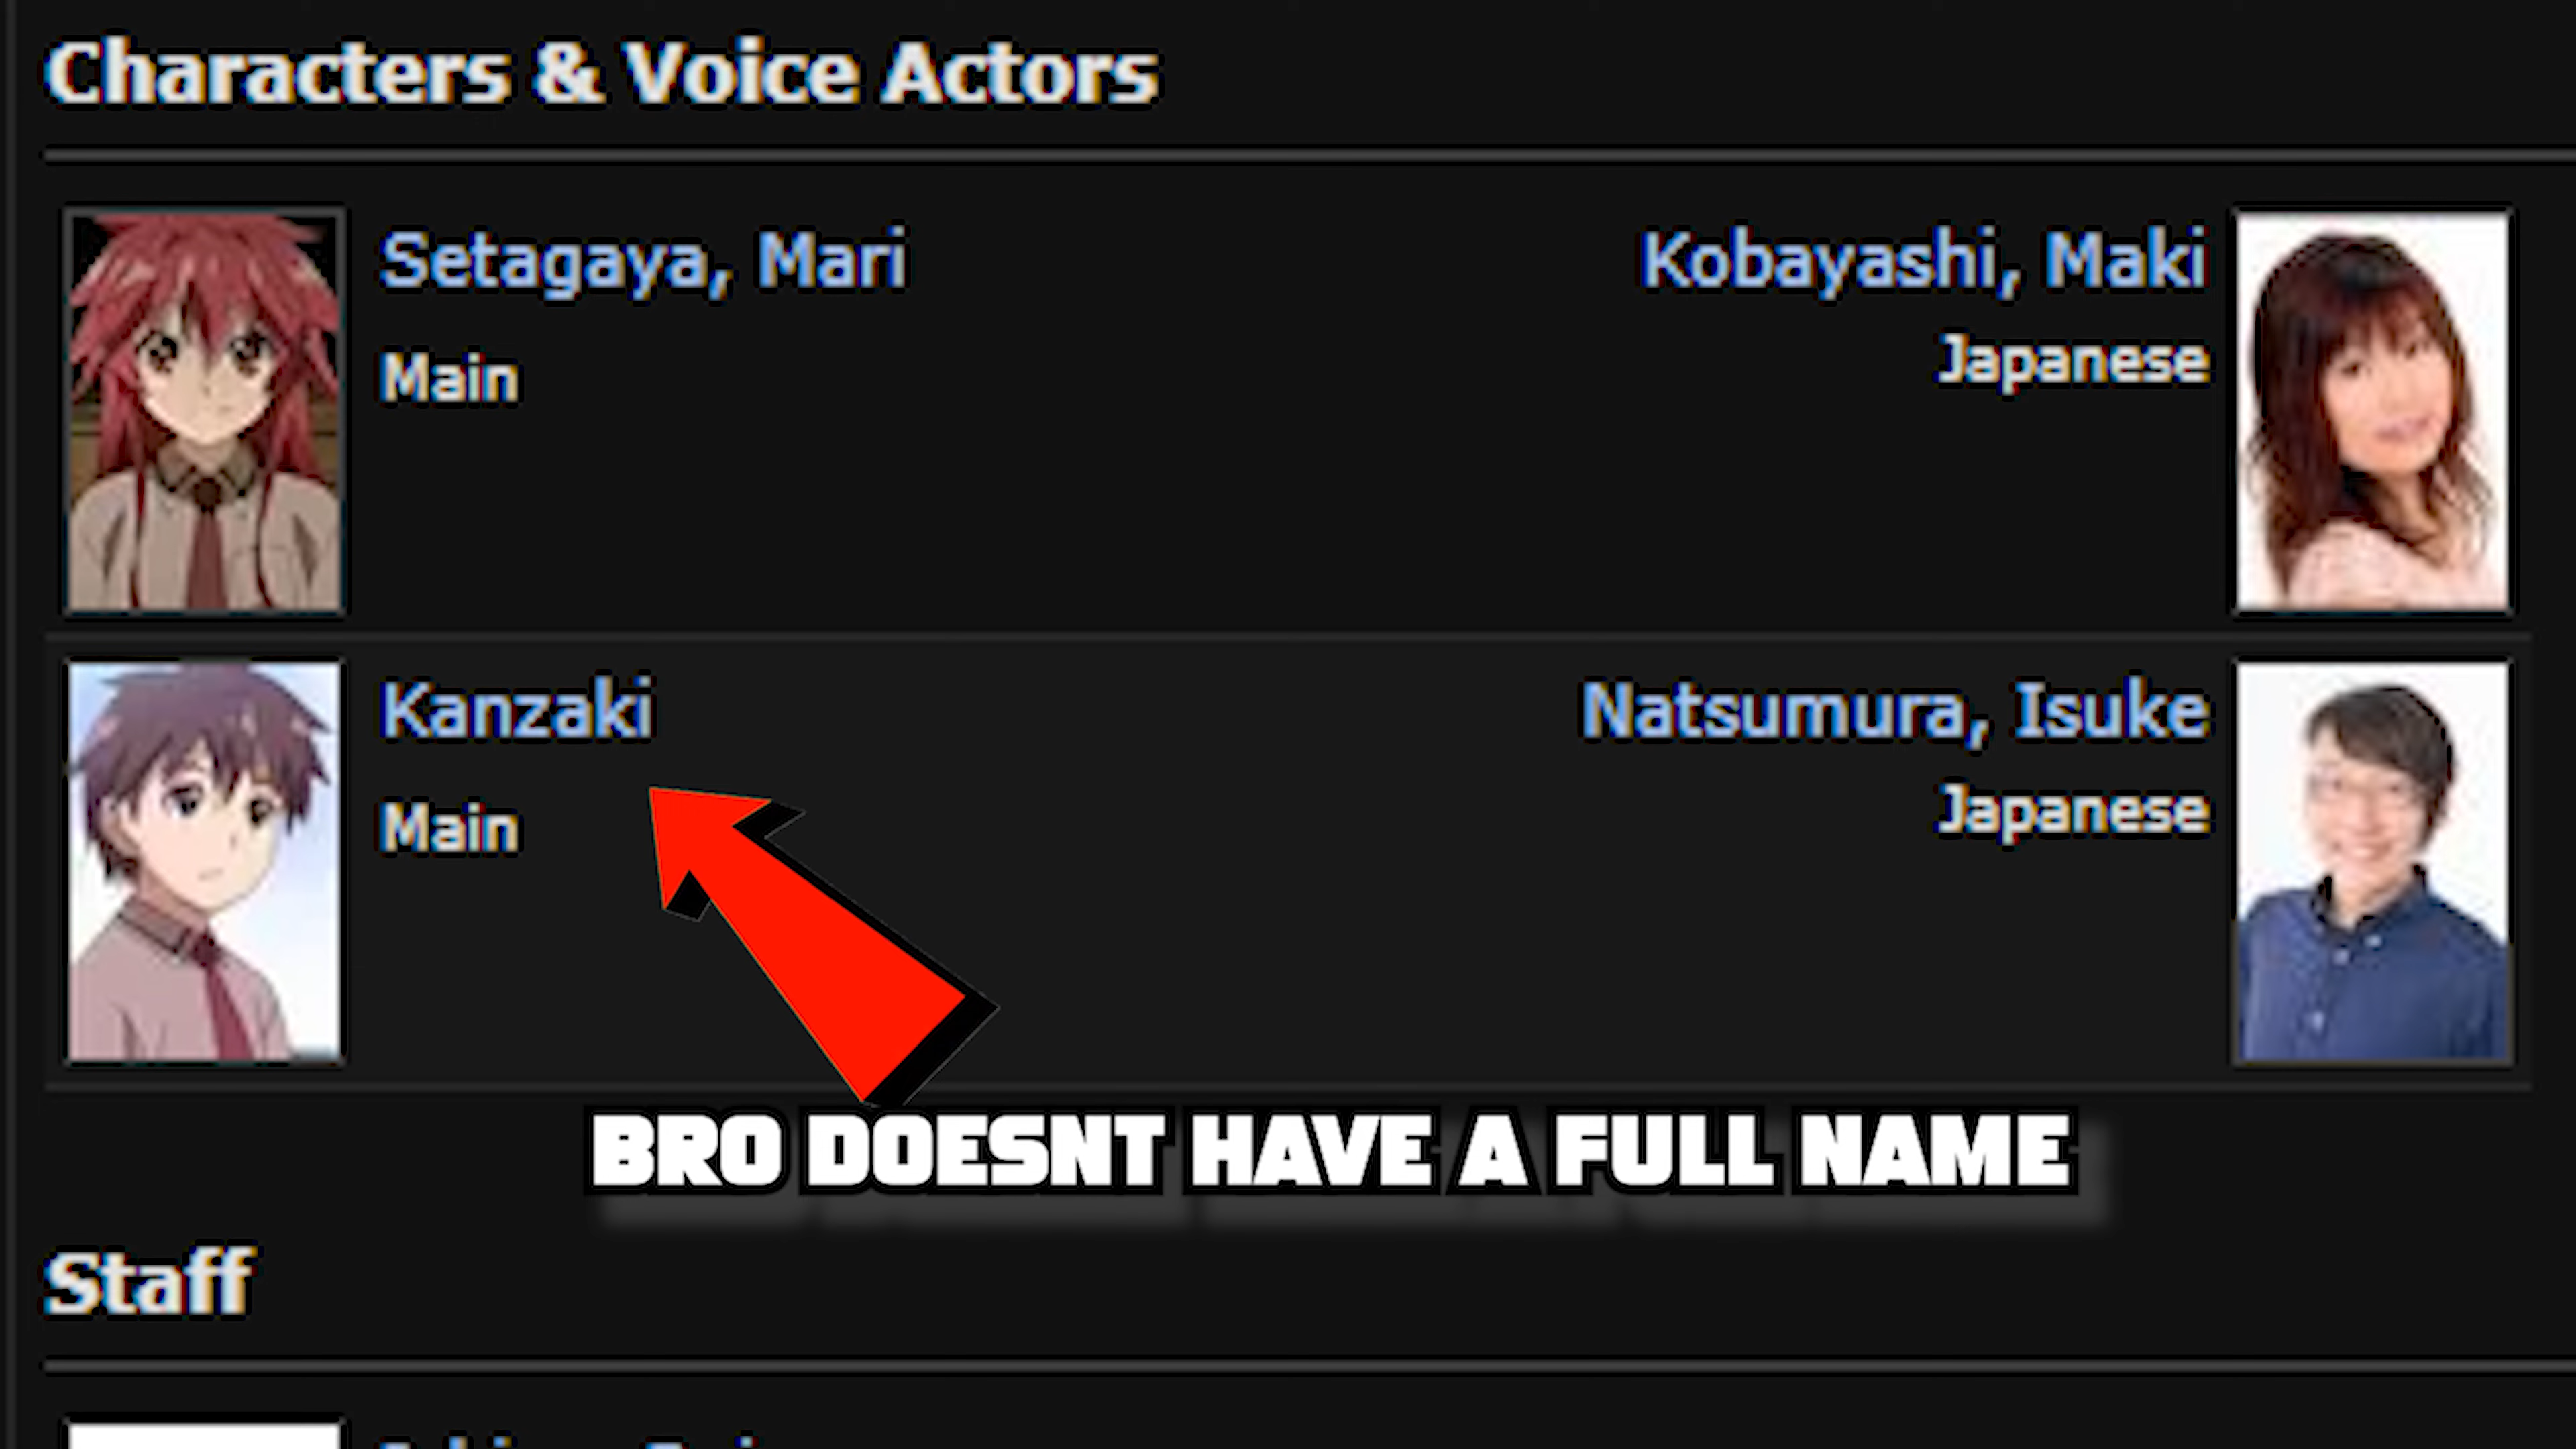 Characters & Voice Actors
Setagaya, Mari
Kobayashi, Maki
Main
Japanese
Kanzaki
Natsumura, Isuke
Main
Japanese
BRO DOESNT HAVE A FULL NAME
Staff